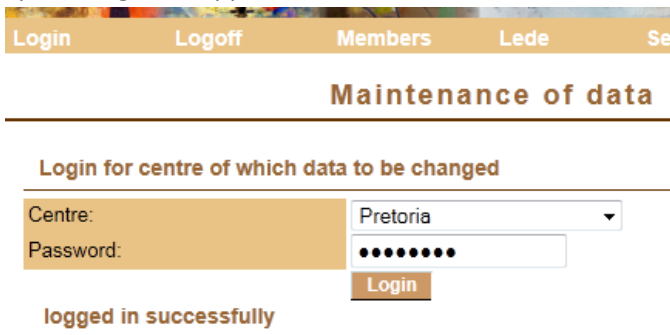 Login Logoff Members Lede Se
Maintenance of data
Login for centre of which data to be changed
Centre: Pretoria
Password: ••••••••
Login
logged in successfully